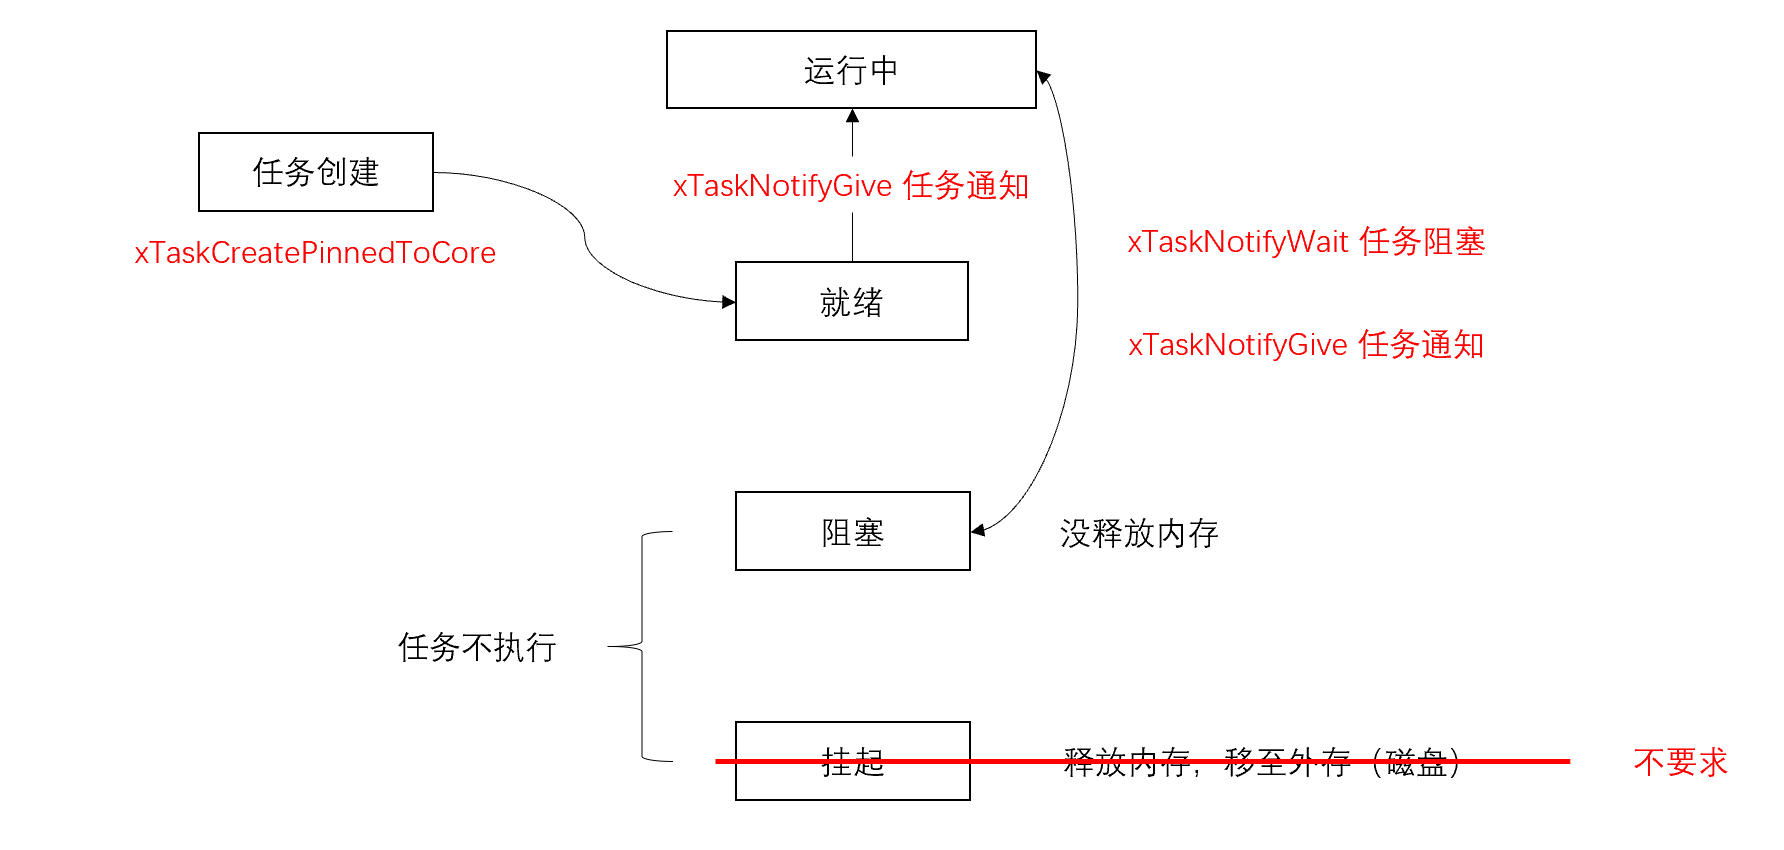 运行中
任务创建
xTaskNotifyGive 任务通知
xTaskCreatePinnedToCore
xTaskNotifyWait 任务阻塞
就绪
xTaskNotifyGive 任务通知
阻塞
没释放内存
任务不执行
挂起
释放内存，移至外存（磁盘）
不要求